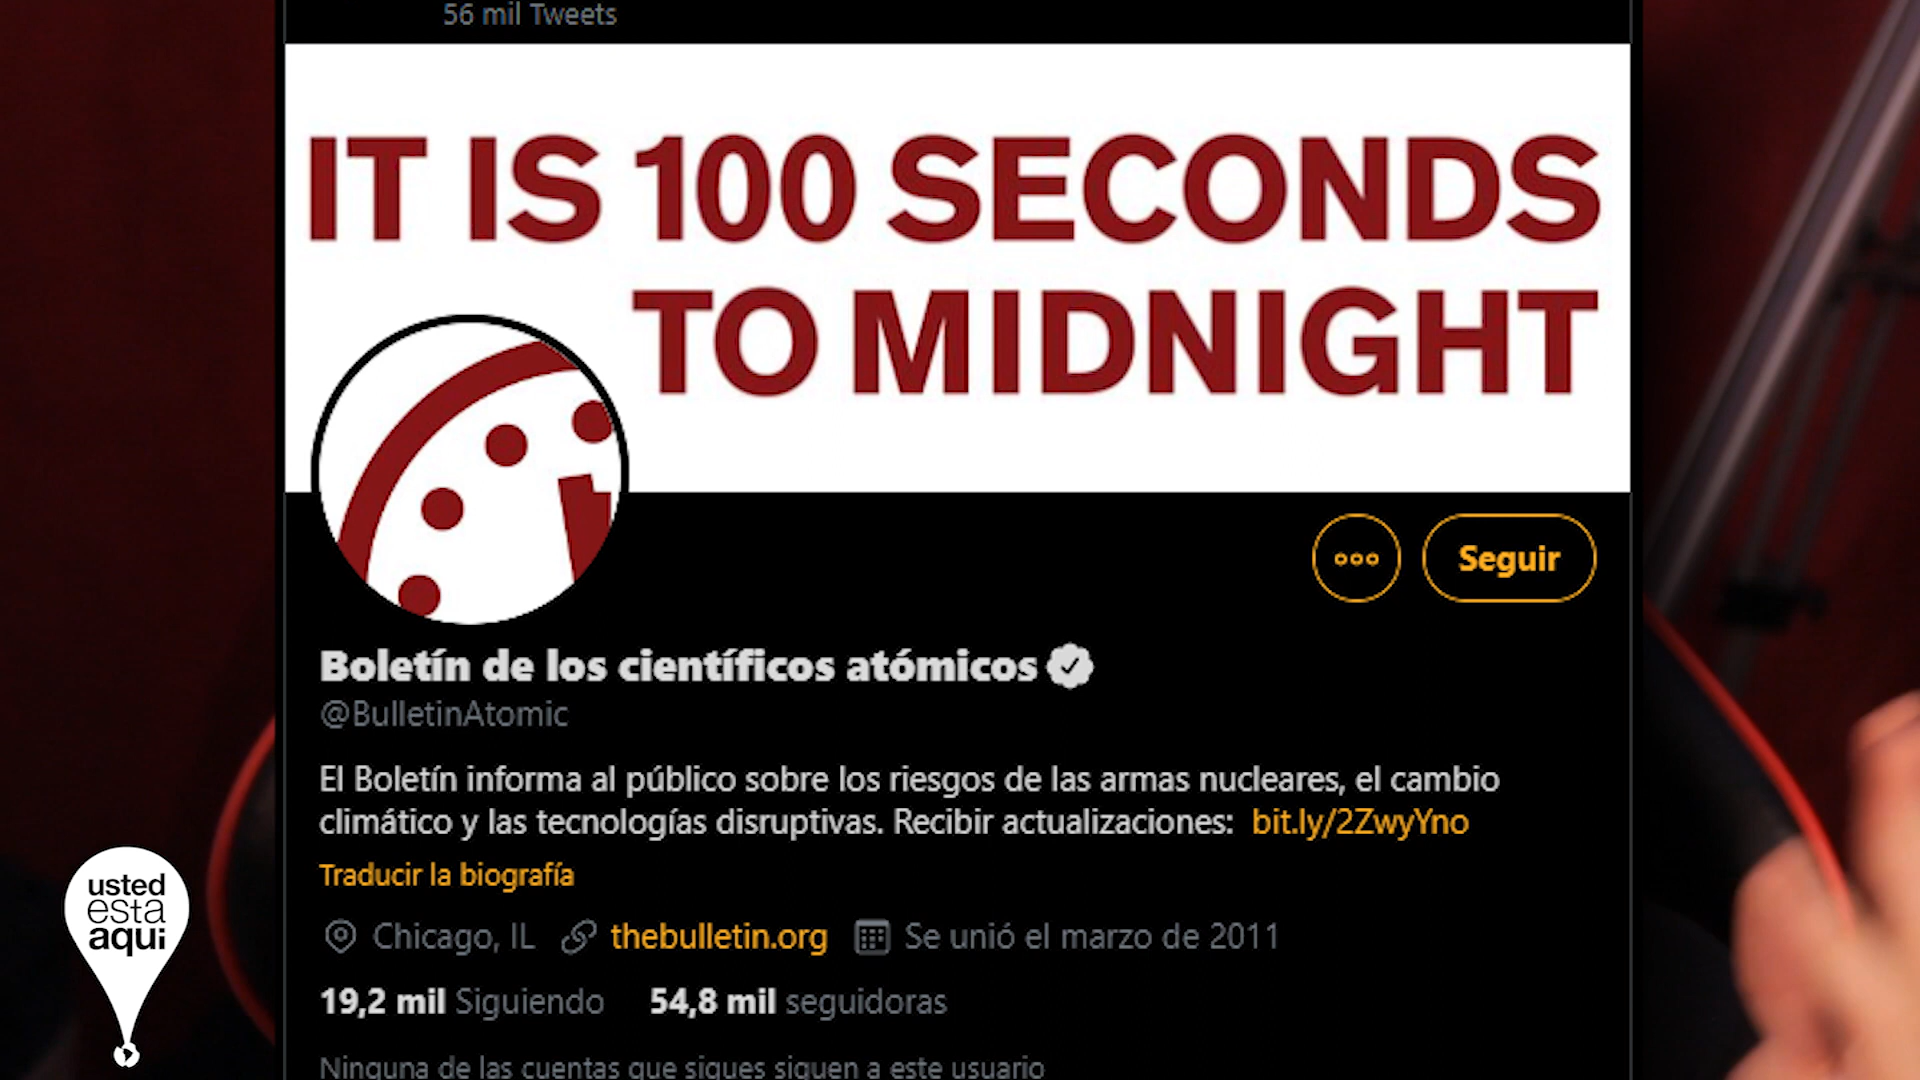 56 mil Tweets
IT IS 100 SECONDS
TO MIDNIGHT
Seguir
Boletín de los científicos atómicos
@BulletinAtomic
El Boletín informa al público sobre los riesgos de las armas nucleares, el cambio
climático y las tecnologías disruptivas. Recibir actualizaciones: bit.ly/2ZwyYno
Traducir la biografía
Chicago, IL thebulletin.org Se unió el marzo de 2011
19,2 mil Siguiendo 54,8 mil seguidoras
Ninguna de las cuentas que sigues siguen a este usuario
usted
esta
aqui